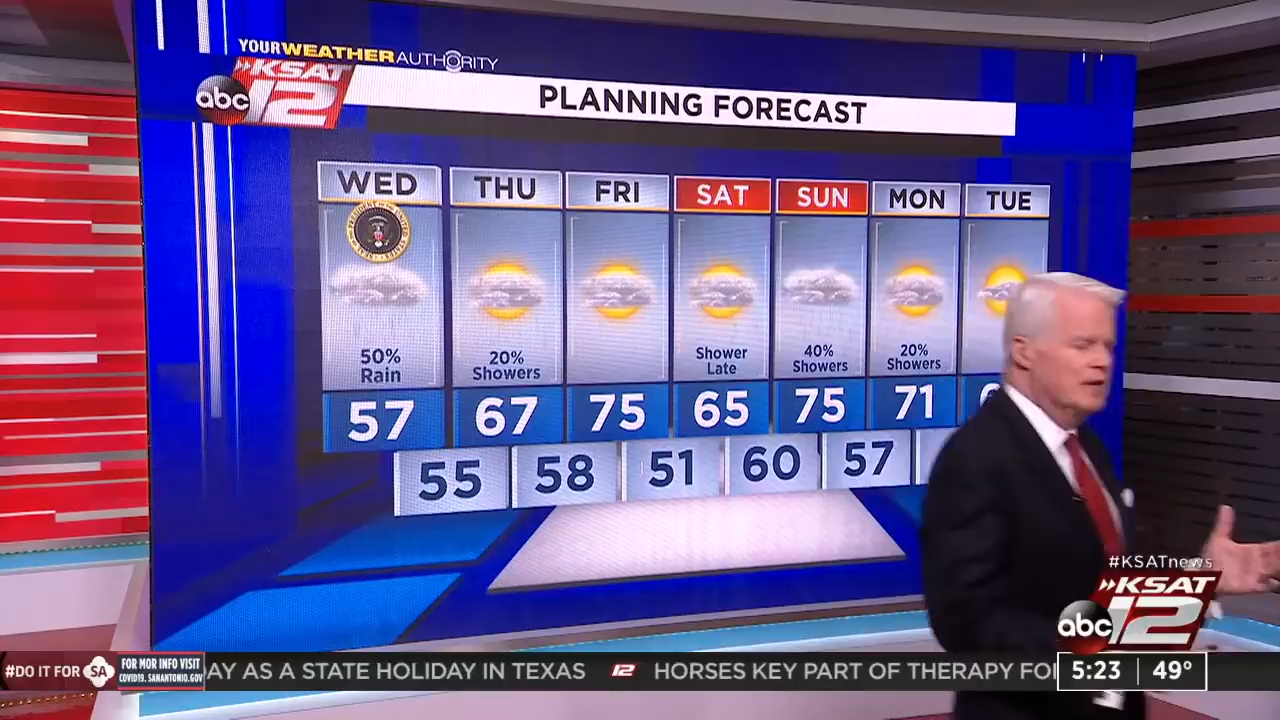 YOUR WEATHER AUTHORITY
KSAT
abc 12
PLANNING FORECAST
WED THU FRI SAT SUN MON TUE
50% Rain
20% Showers
Shower Late
40% Showers
20% Showers
57 67 75 65 75 71
55 58 51 60 57
#KSATnews
KSAT
abc 12
#DO IT FOR SA
FOR MOR INFO VISIT
COVID19.SANANTONIO.GOV
AY AS A STATE HOLIDAY IN TEXAS 12 HORSES KEY PART OF THERAPY FO
5:23 49°